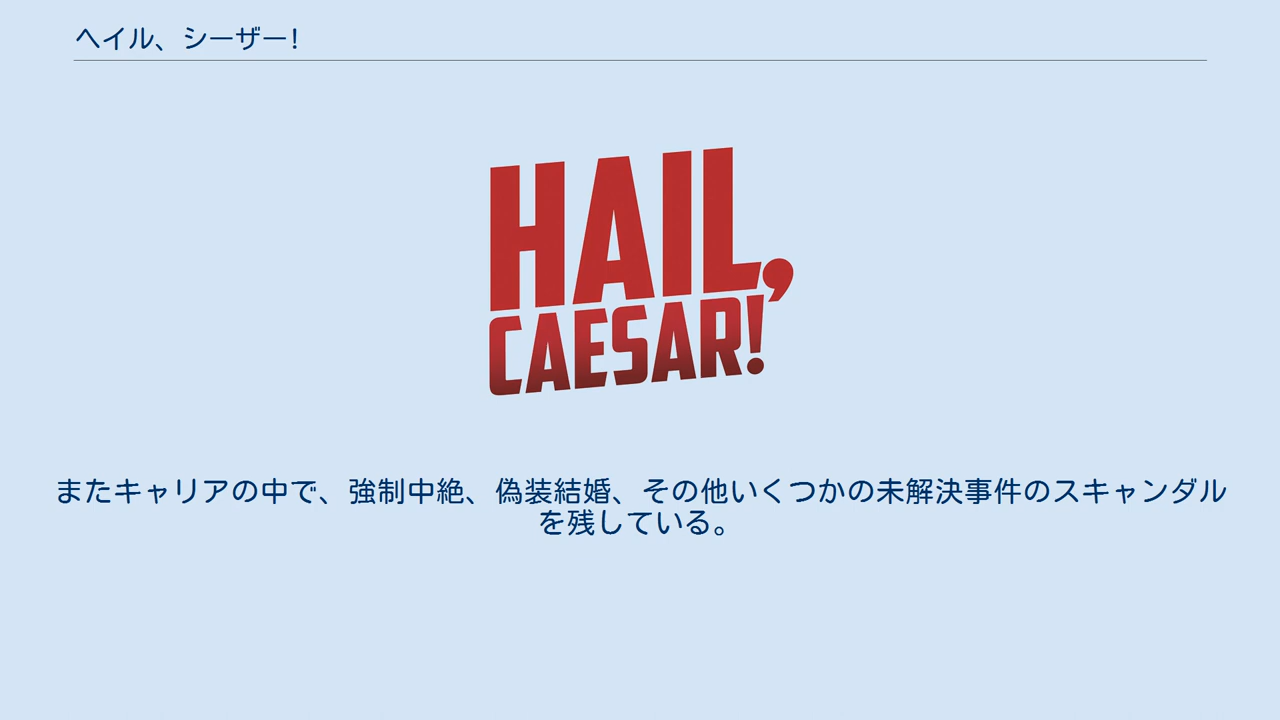 ヘイル、シーザー!
HAIL,
CAESAR!
またキャリアの中で、強制中絶、偽装結婚、その他いくつかの未解決事件のスキャンダル
を残している。